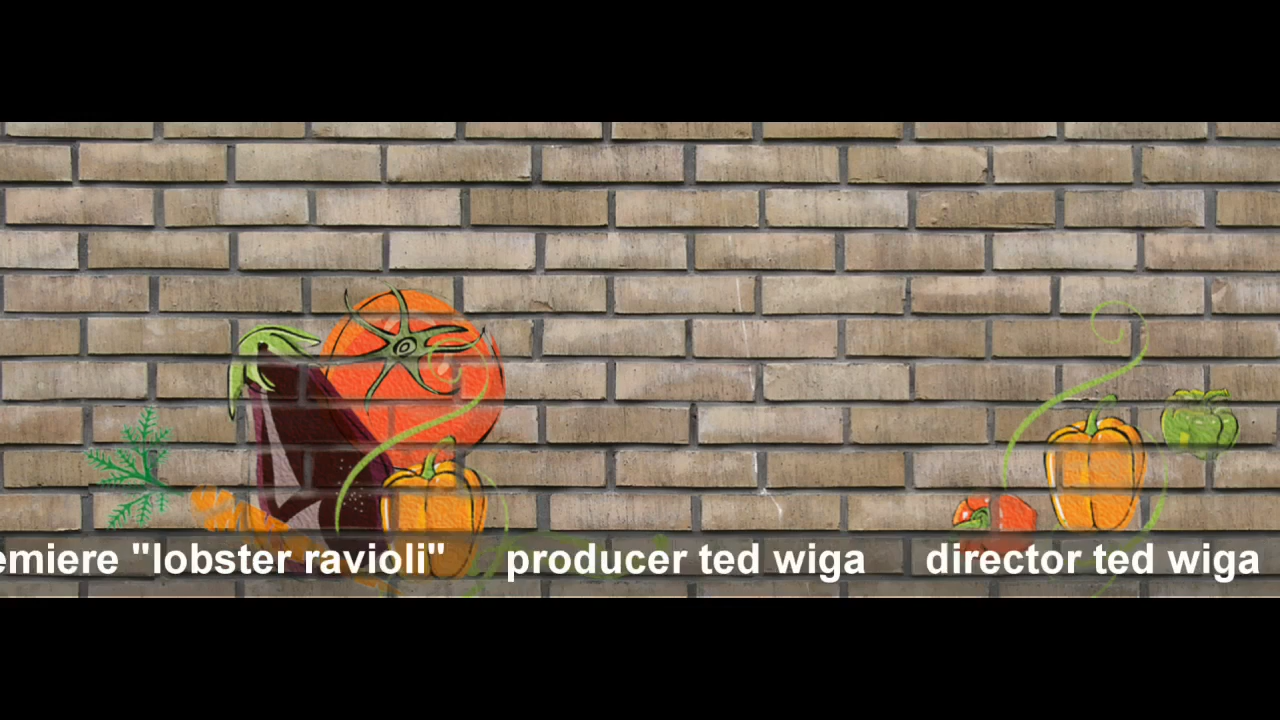 emiere "lobster ravioli" producer ted wiga director ted wiga